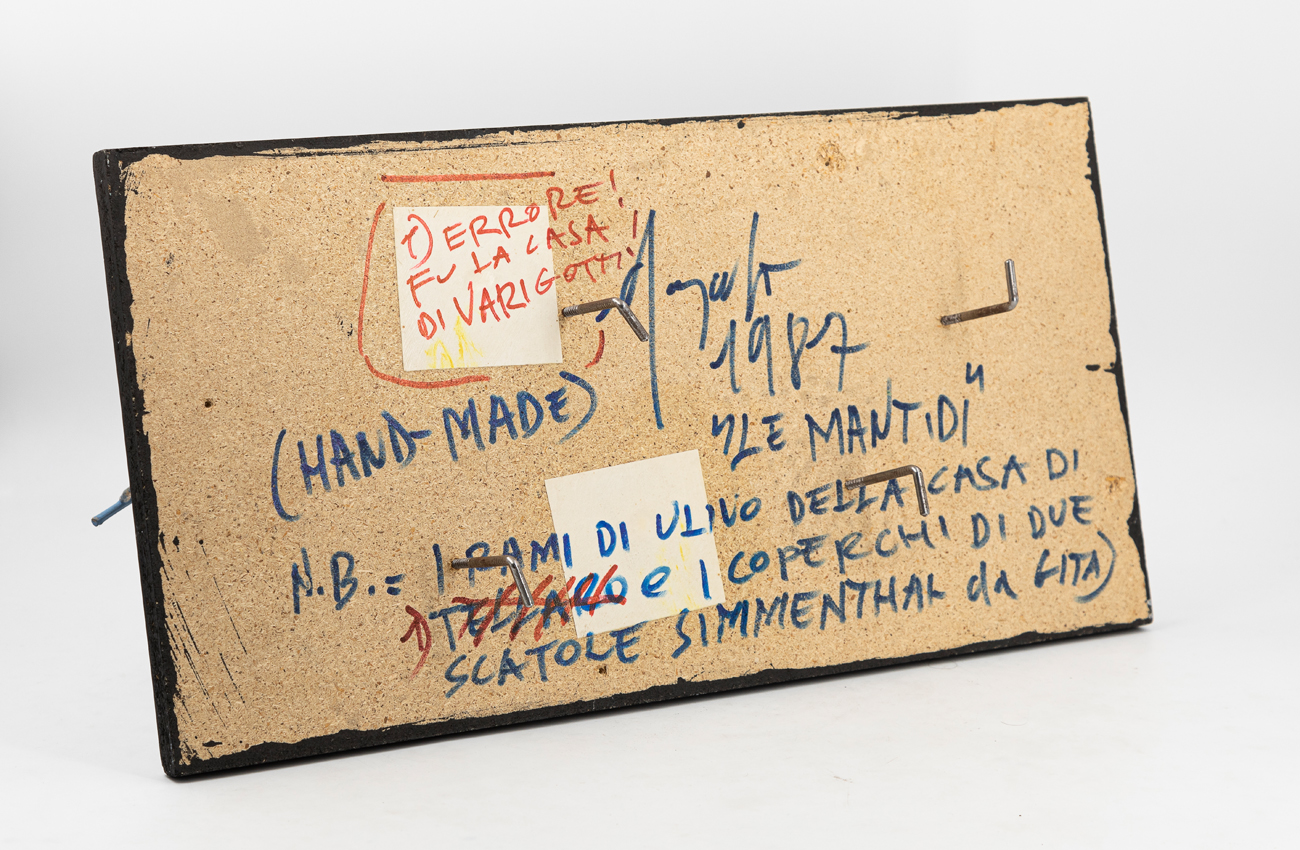 1) ERRORE!
FU LA CASA
DI VARIGOTTI!
1987
(HAND-MADE)
"LE MANTIDI"
N.B.= I RAMI DI ULIVO DELLA CASA DI
1) TELLARO e I COPERCHI DI DUE
SCATOLE SIMMENTHAL da GITA)